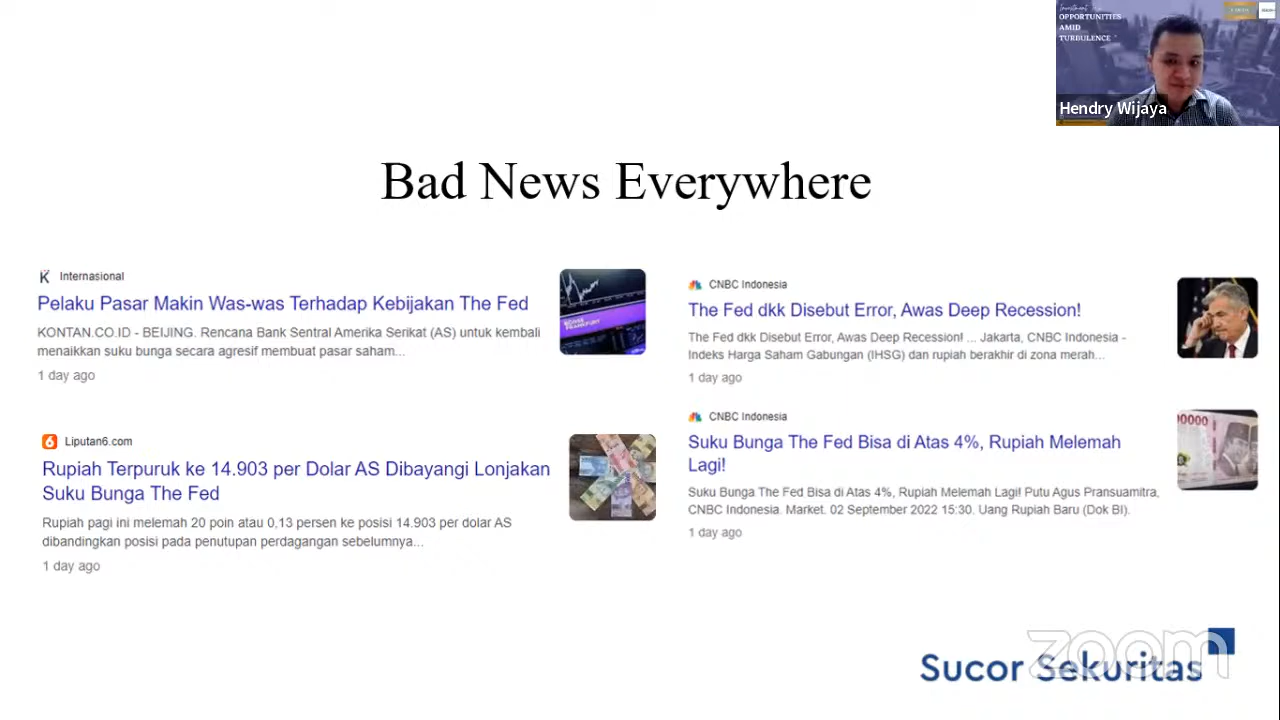 Investment
OPPORTUNITIES
AMID
TURBULENCE
Hendry Wijaya
Bad News Everywhere
Internasional
Pelaku Pasar Makin Was-was Terhadap Kebijakan The Fed
KONTAN.CO.ID - BEIJING. Rencana Bank Sentral Amerika Serikat (AS) untuk kembali
menaikkan suku bunga secara agresif membuat pasar saham...
1 day ago
Liputan6.com
Rupiah Terpuruk ke 14.903 per Dolar AS Dibayangi Lonjakan
Suku Bunga The Fed
Rupiah pagi ini melemah 20 poin atau 0,13 persen ke posisi 14.903 per dolar AS
dibandingkan posisi pada penutupan perdagangan sebelumnya...
1 day ago
CNBC Indonesia
The Fed dkk Disebut Error, Awas Deep Recession!
The Fed dkk Disebut Error, Awas Deep Recession! ... Jakarta, CNBC Indonesia -
Indeks Harga Saham Gabungan (IHSG) dan rupiah berakhir di zona merah...
1 day ago
CNBC Indonesia
Suku Bunga The Fed Bisa di Atas 4%, Rupiah Melemah
Lagi!
Suku Bunga The Fed Bisa di Atas 4%, Rupiah Melemah Lagi! Putu Agus Pransuamitra,
CNBC Indonesia. Market. 02 September 2022 15:30. Uang Rupiah Baru (Dok BI).
1 day ago
zoom
Sucor Sekuritas